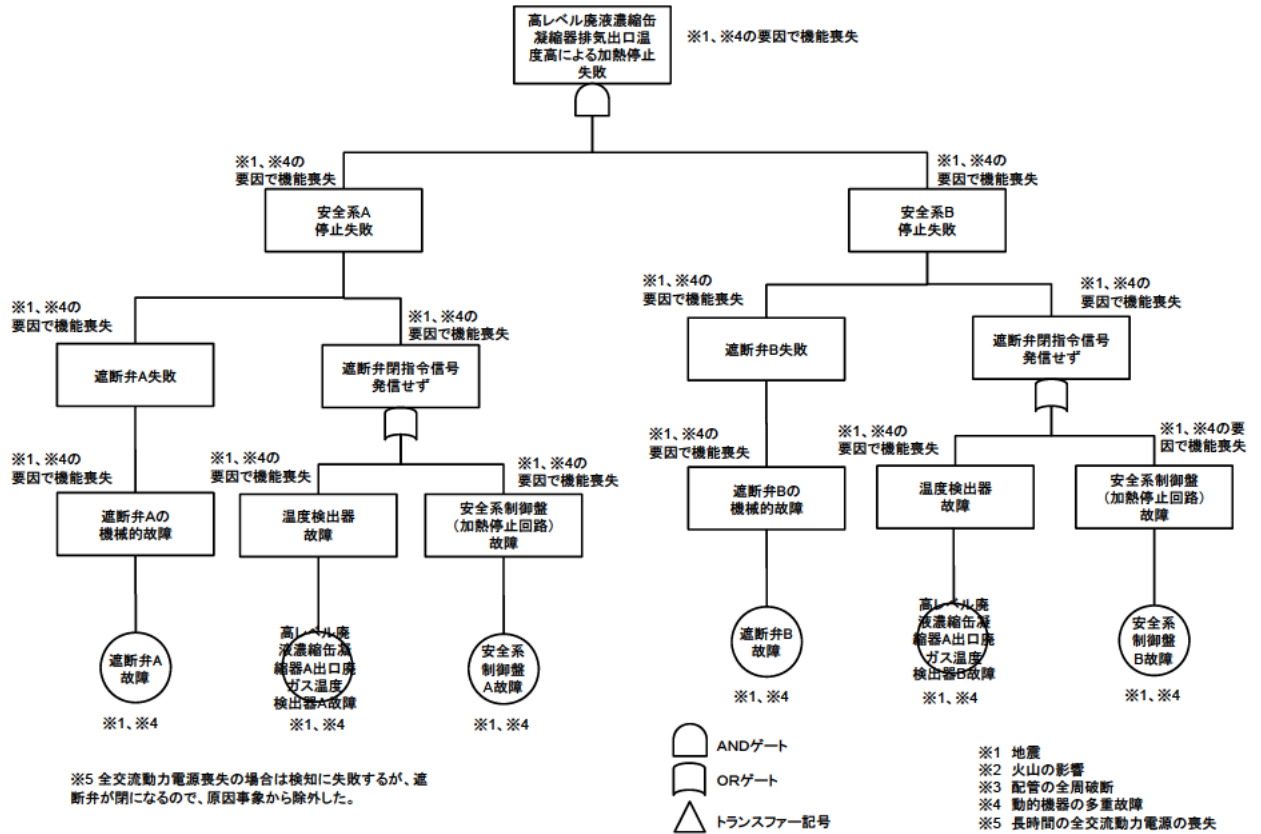 高レベル廃液濃縮缶
凝縮器排気出口温
度高による加熱停止
失敗
※1、※4の要因で機能喪失
※1、※4の
要因で機能喪失
安全系A
停止失敗
※1、※4の
要因で機能喪失
安全系B
停止失敗
※1、※4の
要因で機能喪失
遮断弁A失敗
※1、※4の
要因で機能喪失
遮断弁閉指令信号
発信せず
※1、※4の
要因で機能喪失
遮断弁B失敗
※1、※4の
要因で機能喪失
遮断弁閉指令信号
発信せず
※1、※4の
要因で機能喪失
遮断弁Aの
機械的故障
※1、※4の
要因で機能喪失
温度検出器
故障
※1、※4の
要因で機能喪失
安全系制御盤
(加熱停止回路)
故障
※1、※4の
要因で機能喪失
遮断弁Bの
機械的故障
※1、※4の
要因で機能喪失
温度検出器
故障
※1、※4の要
因で機能喪失
安全系制御盤
(加熱停止回路)
故障
遮断弁A
故障
※1、※4
高レベル廃
液濃縮缶凝
縮器A出口廃
ガス温度
検出器A故障
※1、※4
安全系
制御盤
A故障
※1、※4
遮断弁B
故障
※1、※4
高レベル廃
液濃縮缶凝
縮器A出口廃
ガス温度
検出器B故障
※1、※4
安全系
制御盤
B故障
※1、※4
※5 全交流動力電源喪失の場合は検知に失敗するが、遮
断弁が閉になるので、原因事象から除外した。
ANDゲート
ORゲート
トランスファー記号
※1 地震
※2 火山の影響
※3 配管の全周破断
※4 動的機器の多重故障
※5 長時間の全交流動力電源の喪失